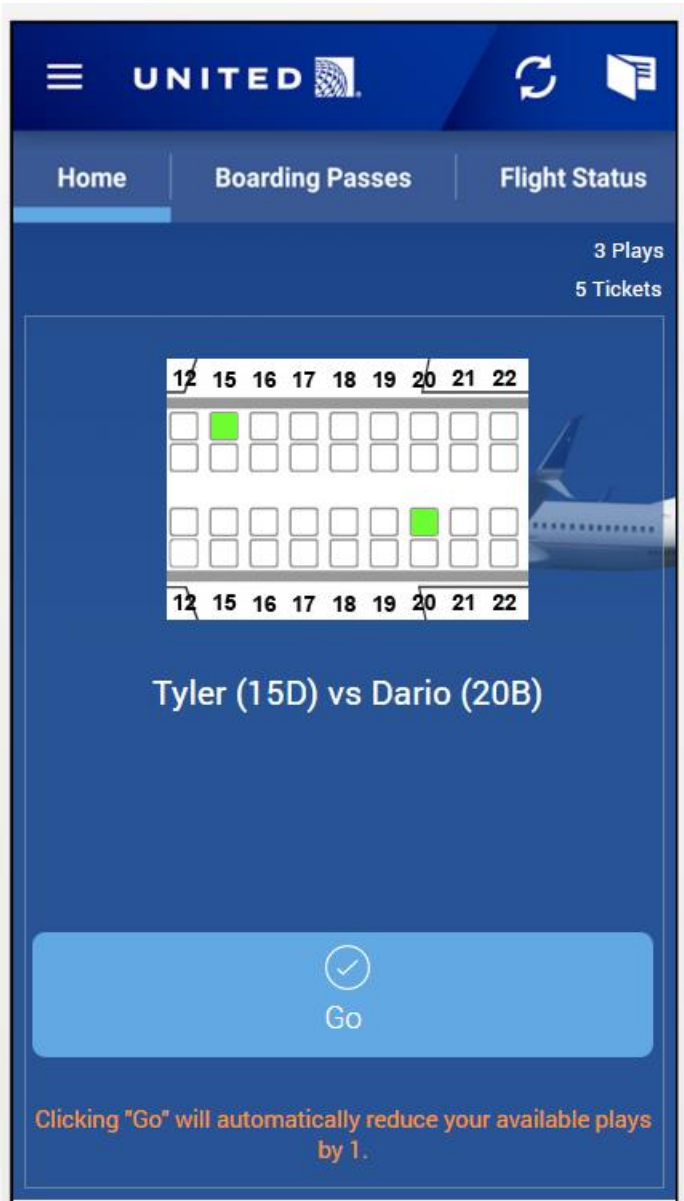 UNITED
Home Boarding Passes Flight Status
3 Plays
5 Tickets
12 15 16 17 18 19 20 21 22
12 15 16 17 18 19 20 21 22
Tyler (15D) vs Dario (20B)
Go
Clicking "Go" will automatically reduce your available plays
by 1.